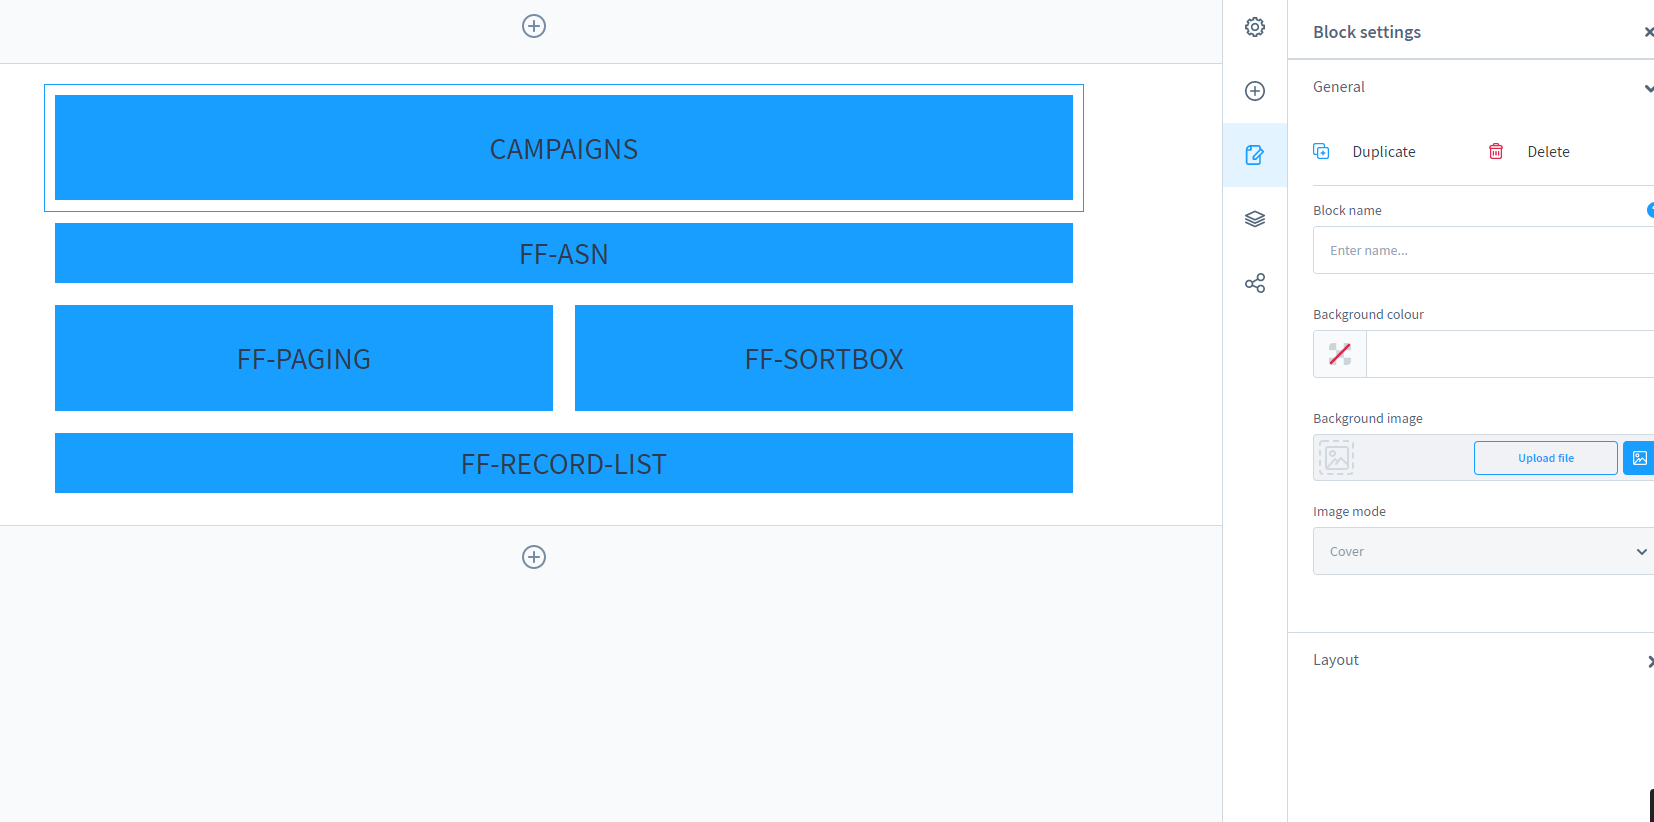 CAMPAIGNS
FF-ASN
FF-PAGING
FF-SORTBOX
FF-RECORD-LIST
Block settings
General
Duplicate
Delete
Block name
Enter name...
Background colour
Background image
Upload file
Image mode
Cover
Layout